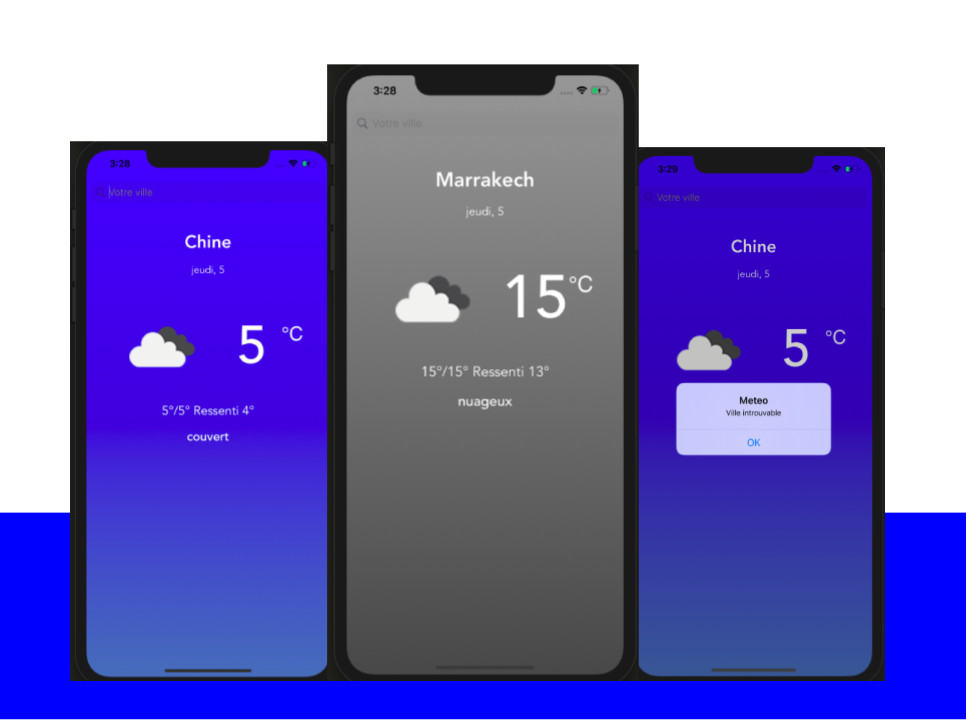 3:28
Votre ville
Chine
jeudi, 5
5 °C
5°/5° Ressenti 4°
couvert
3:28
Votre ville
Marrakech
jeudi, 5
15°C
15°/15° Ressenti 13°
nuageux
3:29
Votre ville
Chine
jeudi, 5
5 °C
Meteo
Ville introuvable
OK